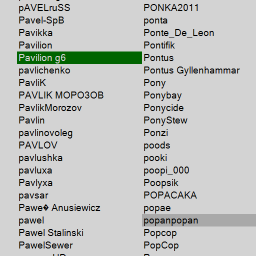 pAVELruSS
Pavel-SpB
Pavikka
Pavilion
Pavilion g6
pavlichenko
PavliK
PAVLIK MOPO3OB
PavlikMorozov
Pavlin
pavlinovoleg
PAVLOV
pavlushka
pavluxa
Pavlyxa
pavsar
Pawe� Anusiewicz
pawel
Pawel Stalinski
PawelSewer
PONKA2011
ponta
Ponte_De_Leon
Pontifik
Pontus
Pontus Gyllenhammar
Pony
Ponybay
Ponycide
PonyStew
Ponzi
poods
pooki
poopi_000
Poopsik
POPACAKA
popae
popanpopan
Popcop
PopCop